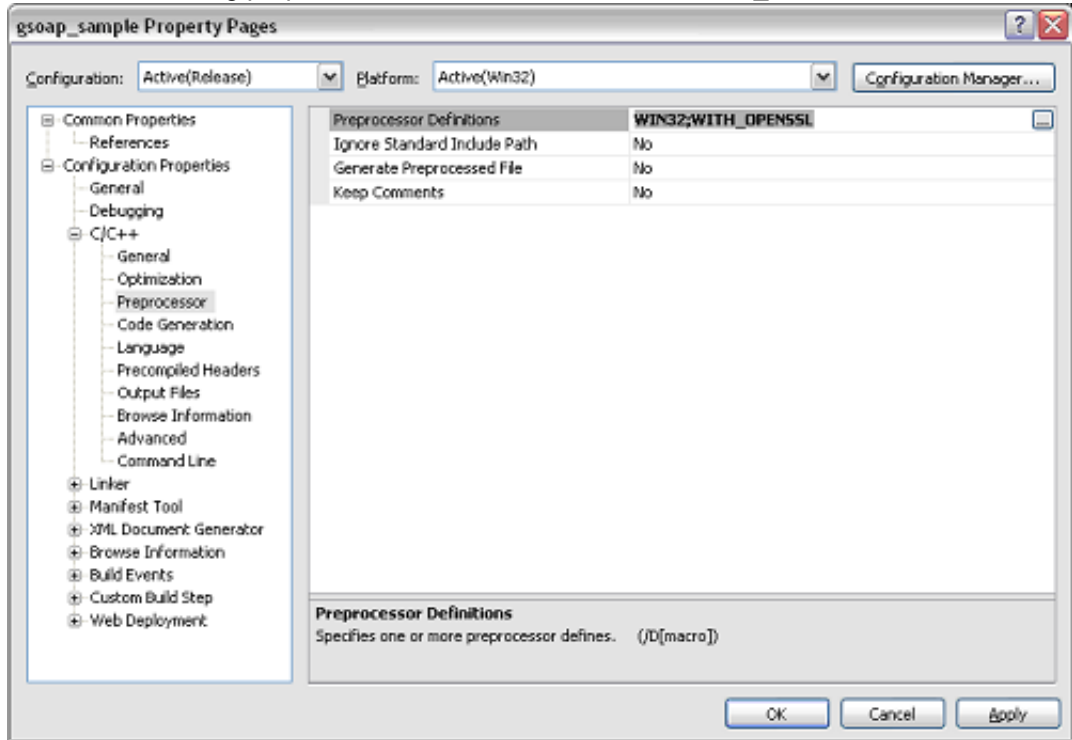 gsoap_sample Property Pages
Configuration: Active(Release) Platform: Active(Win32) Configuration Manager...
Common Properties
References
Configuration Properties
General
Debugging
C/C++
General
Optimization
Preprocessor
Code Generation
Language
Precompiled Headers
Output Files
Browse Information
Advanced
Command Line
Linker
Manifest Tool
XML Document Generator
Browse Information
Build Events
Custom Build Step
Web Deployment
Preprocessor Definitions WIN32;WITH_OPENSSL ...
Ignore Standard Include Path No
Generate Preprocessed File No
Keep Comments No
Preprocessor Definitions
Specifies one or more preprocessor defines. (/D[macro])
OK Cancel Apply